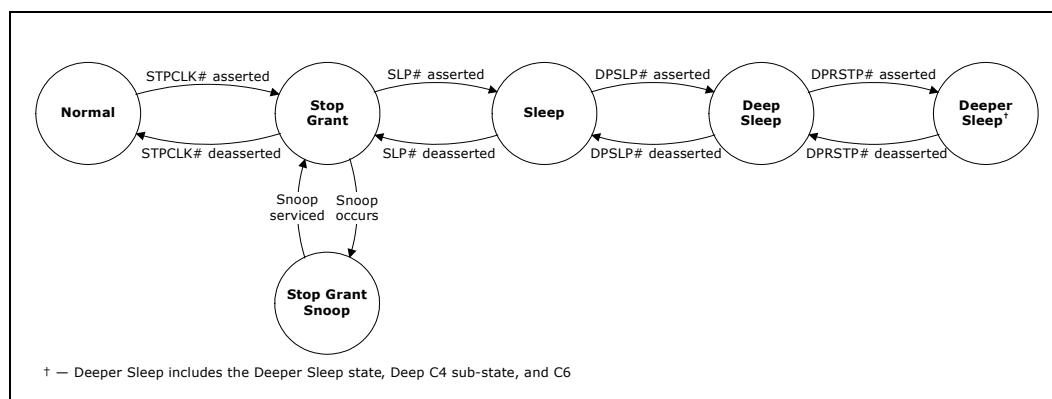 STPCLK# asserted
SLP# asserted
DPSLP# asserted
DPRSTP# asserted
Normal
Stop
Grant
Sleep
Deep
Sleep
Deeper
Sleep†
STPCLK# deasserted
SLP# deasserted
DPSLP# deasserted
DPRSTP# deasserted
Snoop
serviced
Snoop
occurs
Stop Grant
Snoop
† — Deeper Sleep includes the Deeper Sleep state, Deep C4 sub-state, and C6